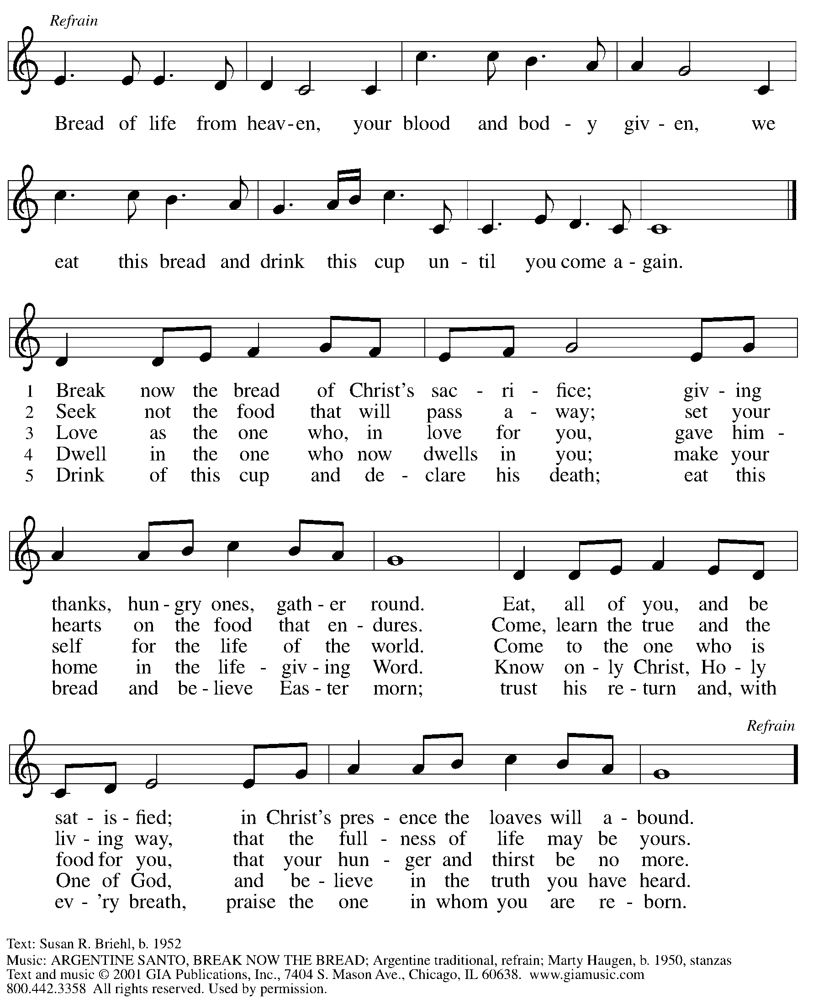 Refrain
Bread of life from heav - en, your blood and bod - y giv - en, we
eat this bread and drink this cup un - til you come a - gain.
1 Break now the bread of Christ's sac - ri - fice; giv - ing
2 Seek not the food that will pass a - way; set your
3 Love as the one who, in love for you, gave him -
4 Dwell in the one who now dwells in you; make your
5 Drink of this cup and de - clare his death; eat this
thanks, hun - gry ones, gath - er round. Eat, all of you, and be
hearts on the food that en - dures. Come, learn the true and the
self for the life of the world. Come to the one who is
home in the life - giv - ing Word. Know on - ly Christ, Ho - ly
bread and be - lieve Eas - ter morn; trust his re - turn and, with
Refrain
sat - is - fied; in Christ's pres - ence the loaves will a - bound.
liv - ing way, that the full - ness of life may be yours.
food for you, that your hun - ger and thirst be no more.
One of God, and be - lieve in the truth you have heard.
ev - 'ry breath, praise the one in whom you are re - born.
Text: Susan R. Briehl, b. 1952
Music: ARGENTINE SANTO, BREAK NOW THE BREAD; Argentine traditional, refrain; Marty Haugen, b. 1950, stanzas
Text and music © 2001 GIA Publications, Inc., 7404 S. Mason Ave., Chicago, IL 60638. www.giamusic.com
800.442.3358 All rights reserved. Used by permission.